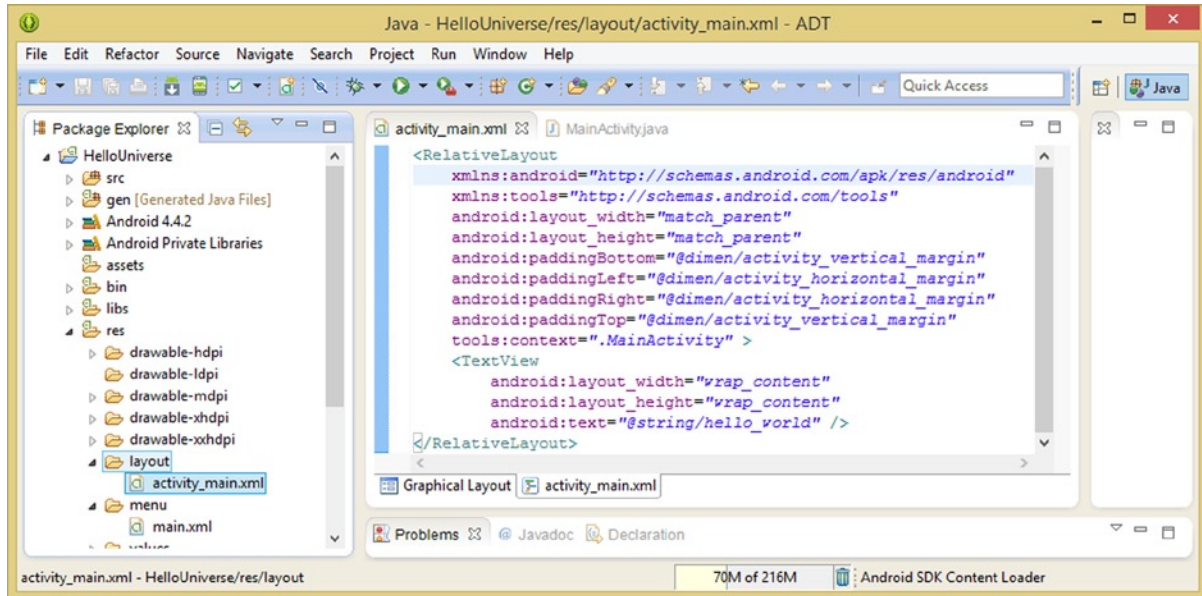 Java - HelloUniverse/res/layout/activity_main.xml - ADT
File Edit Refactor Source Navigate Search Project Run Window Help
Quick Access
Java
Package Explorer
HelloUniverse
src
gen [Generated Java Files]
Android 4.4.2
Android Private Libraries
assets
bin
libs
res
drawable-hdpi
drawable-ldpi
drawable-mdpi
drawable-xhdpi
drawable-xxhdpi
layout
activity_main.xml
menu
main.xml
values
activity_main.xml MainActivity.java
<RelativeLayout
xmlns:android="http://schemas.android.com/apk/res/android"
xmlns:tools="http://schemas.android.com/tools"
android:layout_width="match_parent"
android:layout_height="match_parent"
android:paddingBottom="@dimen/activity_vertical_margin"
android:paddingLeft="@dimen/activity_horizontal_margin"
android:paddingRight="@dimen/activity_horizontal_margin"
android:paddingTop="@dimen/activity_vertical_margin"
tools:context=".MainActivity" >
<TextView
android:layout_width="wrap_content"
android:layout_height="wrap_content"
android:text="@string/hello_world" />
</RelativeLayout>
Graphical Layout activity_main.xml
Problems @ Javadoc Declaration
activity_main.xml - HelloUniverse/res/layout
70M of 216M
Android SDK Content Loader